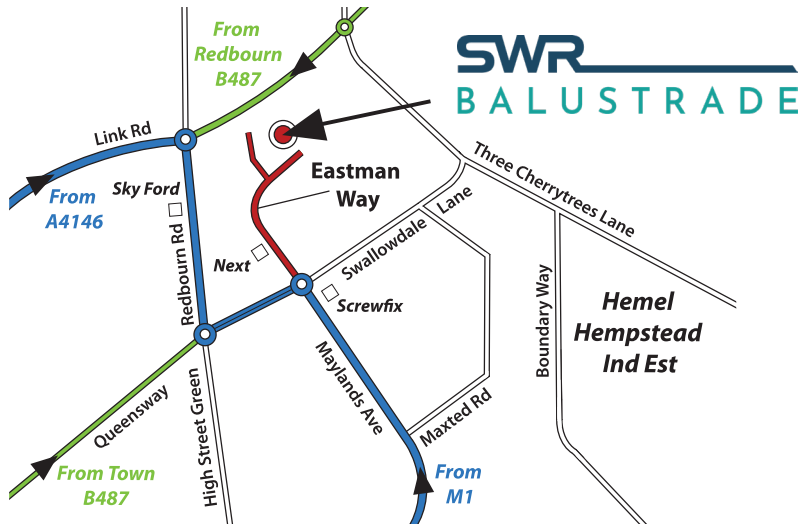 From
Redbourn
B487
SWR
BALUSTRADE
Link Rd
Three Cherrytrees Lane
Sky Ford
Eastman
Way
From
A4146
Swallowdale Lane
Redbourn Rd
Next
Screwfix
Boundary Way
Hemel
Hempstead
Ind Est
Maylands Ave
Maxted Rd
Queensway
High Street Green
From Town
B487
From
M1